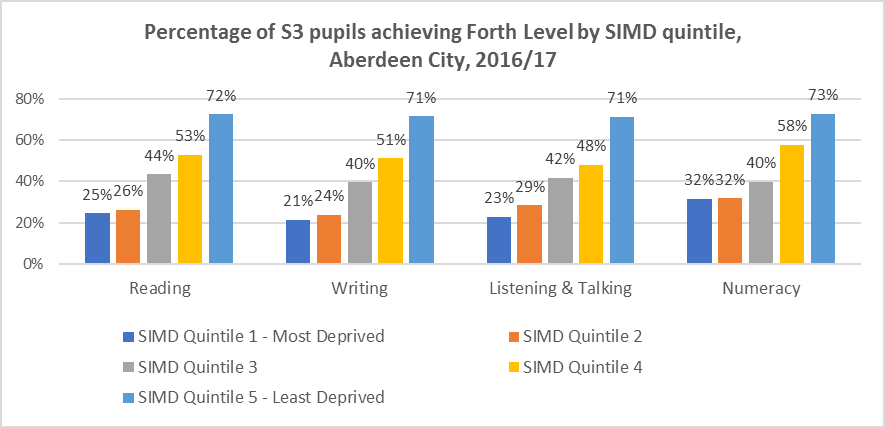 Percentage of S3 pupils achieving Forth Level by SIMD quintile,
Aberdeen City, 2016/17
80%
60%
40%
20%
0%
25% 26% 44% 53% 72%
21% 24% 40% 51% 71%
23% 29% 42% 48% 71%
32% 32% 40% 58% 73%
Reading Writing Listening & Talking Numeracy
SIMD Quintile 1 - Most Deprived SIMD Quintile 2
SIMD Quintile 3 SIMD Quintile 4
SIMD Quintile 5 - Least Deprived